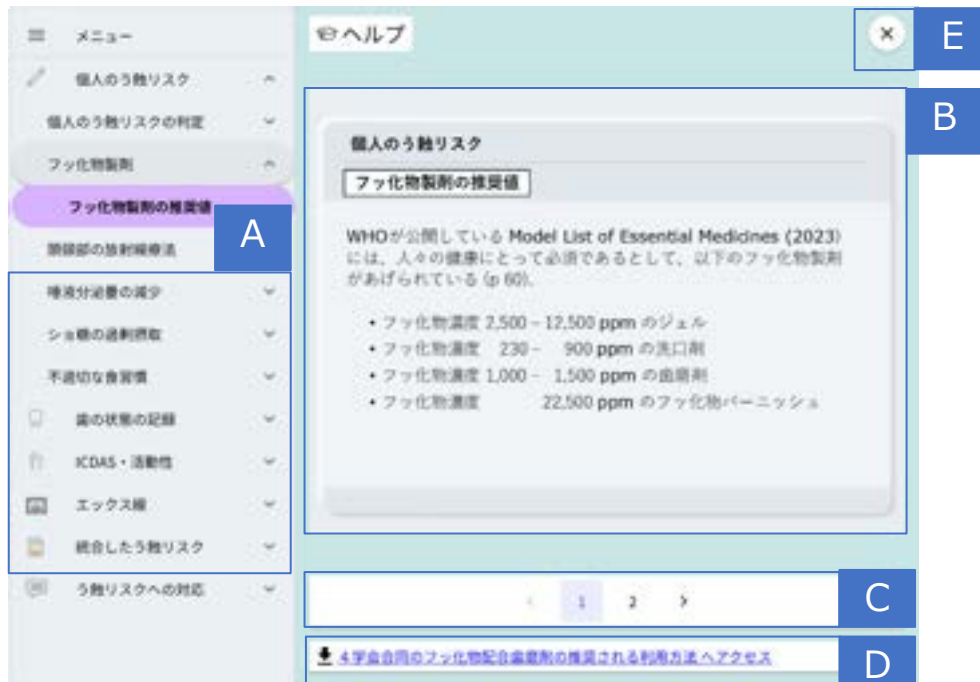 メニュー
個人のう蝕リスク
個人のう蝕リスクの判定
フッ化物製剤
フッ化物製剤の推奨値
頭頸部の放射線療法
唾液分泌量の減少
ショ糖の過剰摂取
不適切な食習慣
歯の状態の記録
ICDAS・活動性
エックス線
統合したう蝕リスク
う蝕リスクへの対応
A
ヘルプ
×
E
B
個人のう蝕リスク
フッ化物製剤の推奨値
WHOが公開している Model List of Essential Medicines (2023)
には、人々の健康にとって必須であるとして、以下のフッ化物製剤
があげられている (p 60)。
・フッ化物濃度 2,500 – 12,500 ppm のジェル
・フッ化物濃度 230 – 900 ppm の洗口剤
・フッ化物濃度 1,000 – 1,500 ppm の歯磨剤
・フッ化物濃度 22,500 ppm のフッ化物バーニッシュ
‹ 1 2 ›
C
4学会合同のフッ化物配合歯磨剤の推奨される利用方法 へアクセス
D